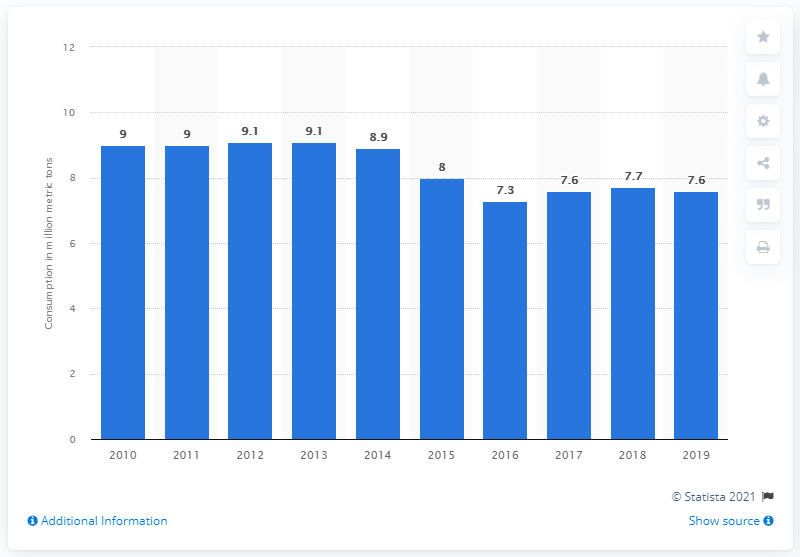 12
10
8
6
4
2
0
Consumption in million metric tons
9 9 9.1 9.1 8.9 8 7.3 7.6 7.7 7.6
2010 2011 2012 2013 2014 2015 2016 2017 2018 2019
© Statista 2021
Additional Information Show source